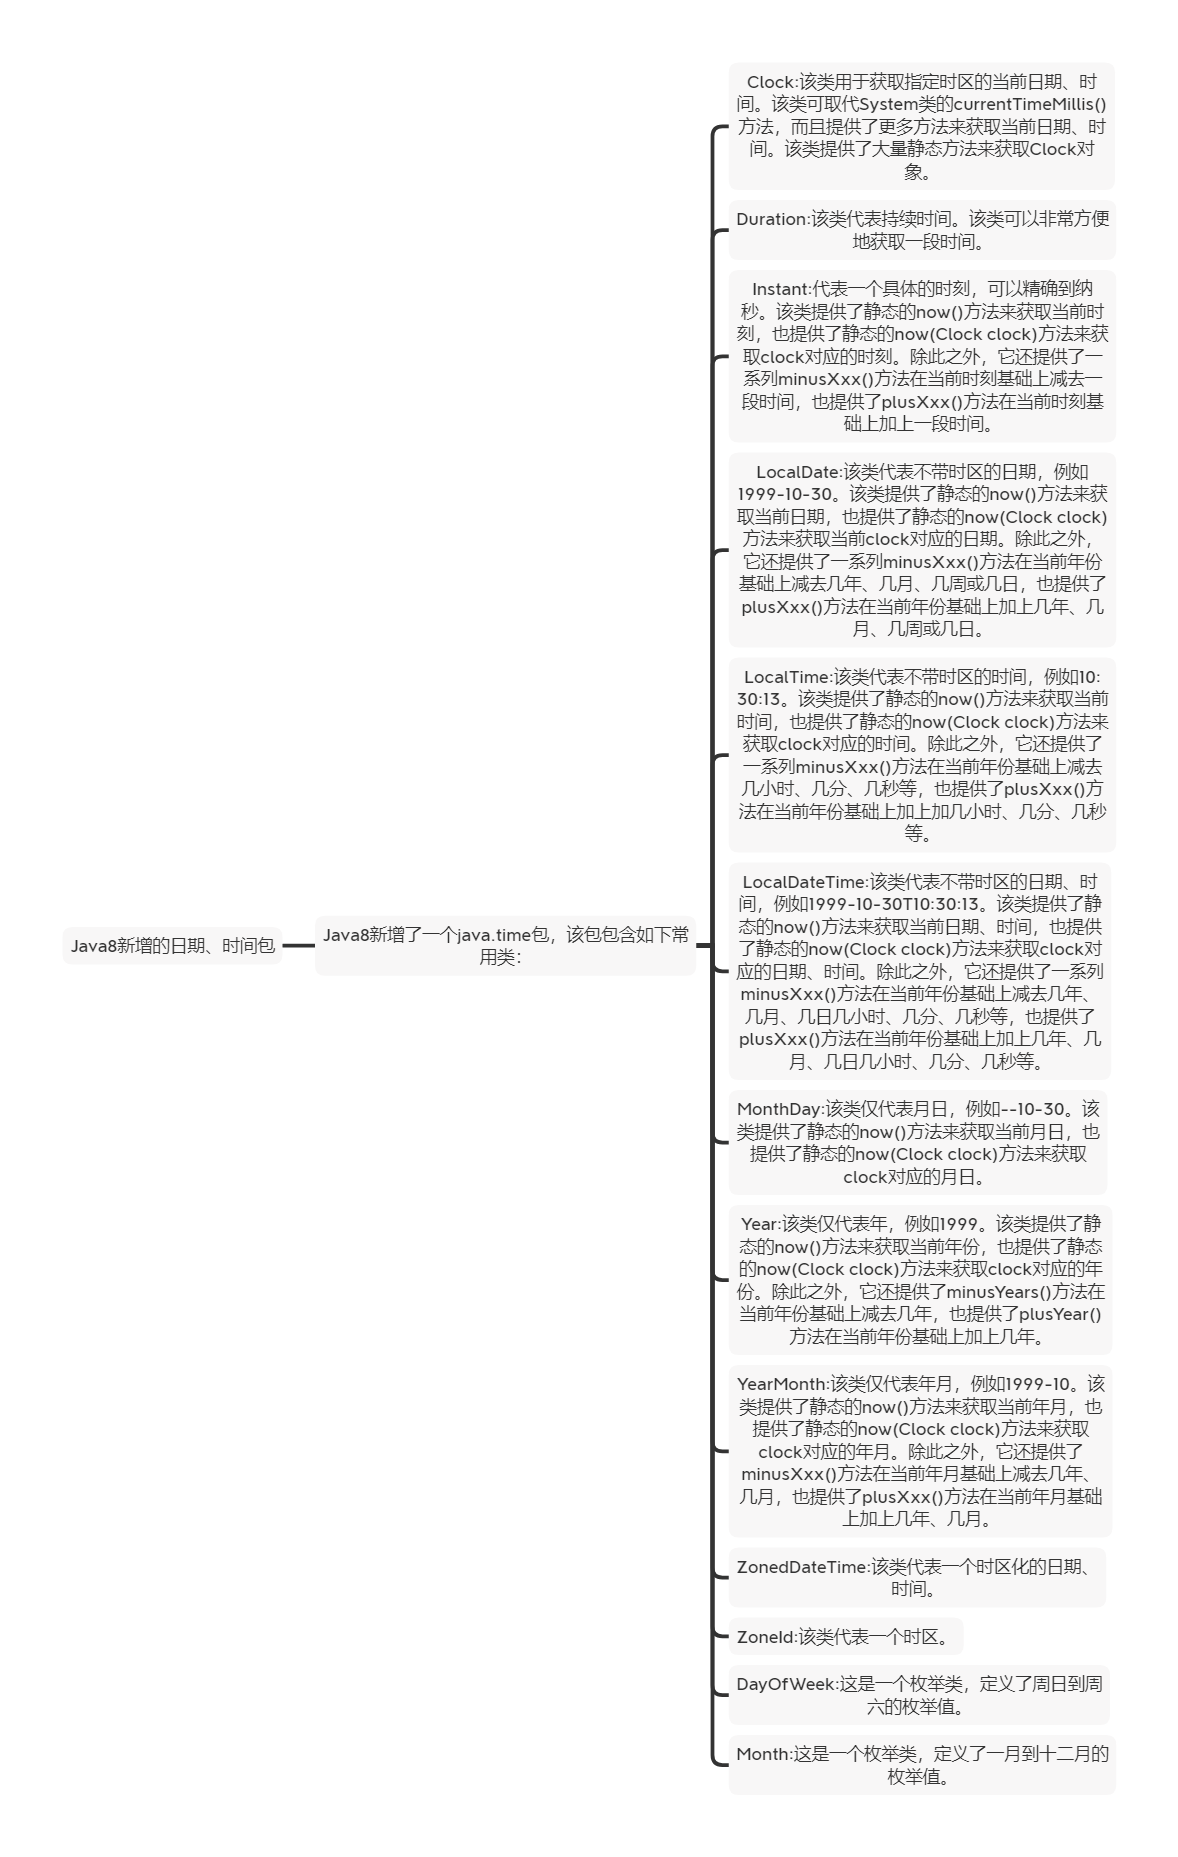 Java8新增的日期、时间包
Java8新增了一个java.time包，该包包含如下常
用类：
Clock:该类用于获取指定时区的当前日期、时
间。该类可取代System类的currentTimeMillis()
方法，而且提供了更多方法来获取当前日期、时
间。该类提供了大量静态方法来获取Clock对
象。
Duration:该类代表持续时间。该类可以非常方便
地获取一段时间。
Instant:代表一个具体的时刻，可以精确到纳
秒。该类提供了静态的now()方法来获取当前时
刻，也提供了静态的now(Clock clock)方法来获
取clock对应的时刻。除此之外，它还提供了一
系列minusXxx()方法在当前时刻基础上减去一
段时间，也提供了plusXxx()方法在当前时刻基
础上加上一段时间。
LocalDate:该类代表不带时区的日期，例如
1999-10-30。该类提供了静态的now()方法来获
取当前日期，也提供了静态的now(Clock clock)
方法来获取当前clock对应的日期。除此之外，
它还提供了一系列minusXxx()方法在当前年份
基础上减去几年、几月、几周或几日，也提供了
plusXxx()方法在当前年份基础上加上几年、几
月、几周或几日。
LocalTime:该类代表不带时区的时间，例如10:
30:13。该类提供了静态的now()方法来获取当前
时间，也提供了静态的now(Clock clock)方法来
获取clock对应的时间。除此之外，它还提供了
一系列minusXxx()方法在当前年份基础上减去
几小时、几分、几秒等，也提供了plusXxx()方
法在当前年份基础上加上加几小时、几分、几秒
等。
LocalDateTime:该类代表不带时区的日期、时
间，例如1999-10-30T10:30:13。该类提供了静
态的now()方法来获取当前日期、时间，也提供
了静态的now(Clock clock)方法来获取clock对
应的日期、时间。除此之外，它还提供了一系列
minusXxx()方法在当前年份基础上减去几年、
几月、几日几小时、几分、几秒等，也提供了
plusXxx()方法在当前年份基础上加上几年、几
月、几日几小时、几分、几秒等。
MonthDay:该类仅代表月日，例如--10-30。该
类提供了静态的now()方法来获取当前月日，也
提供了静态的now(Clock clock)方法来获取
clock对应的月日。
Year:该类仅代表年，例如1999。该类提供了静
态的now()方法来获取当前年份，也提供了静态
的now(Clock clock)方法来获取clock对应的年
份。除此之外，它还提供了minusYears()方法在
当前年份基础上减去几年，也提供了plusYear()
方法在当前年份基础上加上几年。
YearMonth:该类仅代表年月，例如1999-10。该
类提供了静态的now()方法来获取当前年月，也
提供了静态的now(Clock clock)方法来获取
clock对应的年月。除此之外，它还提供了
minusXxx()方法在当前年月基础上减去几年、
几月，也提供了plusXxx()方法在当前年月基础
上加上几年、几月。
ZonedDateTime:该类代表一个时区化的日期、
时间。
ZoneId:该类代表一个时区。
DayOfWeek:这是一个枚举类，定义了周日到周
六的枚举值。
Month:这是一个枚举类，定义了一月到十二月的
枚举值。